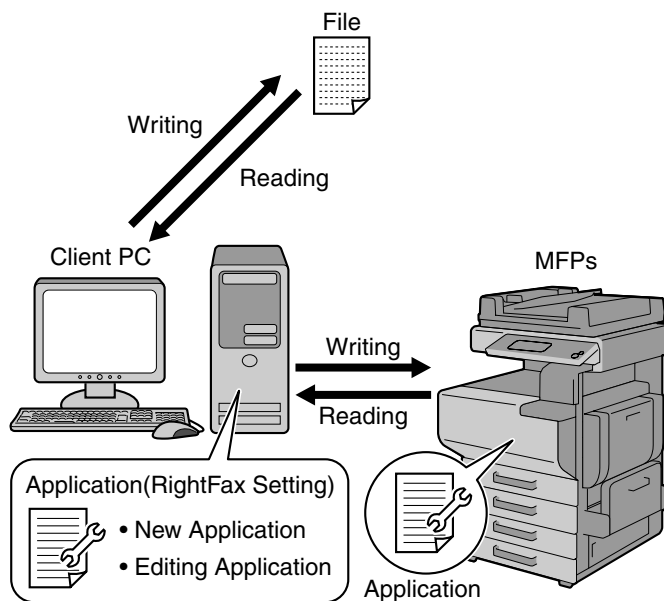 File
Writing
Reading
Client PC
MFPs
Writing
Reading
Application(RightFax Setting)
• New Application
• Editing Application
Application